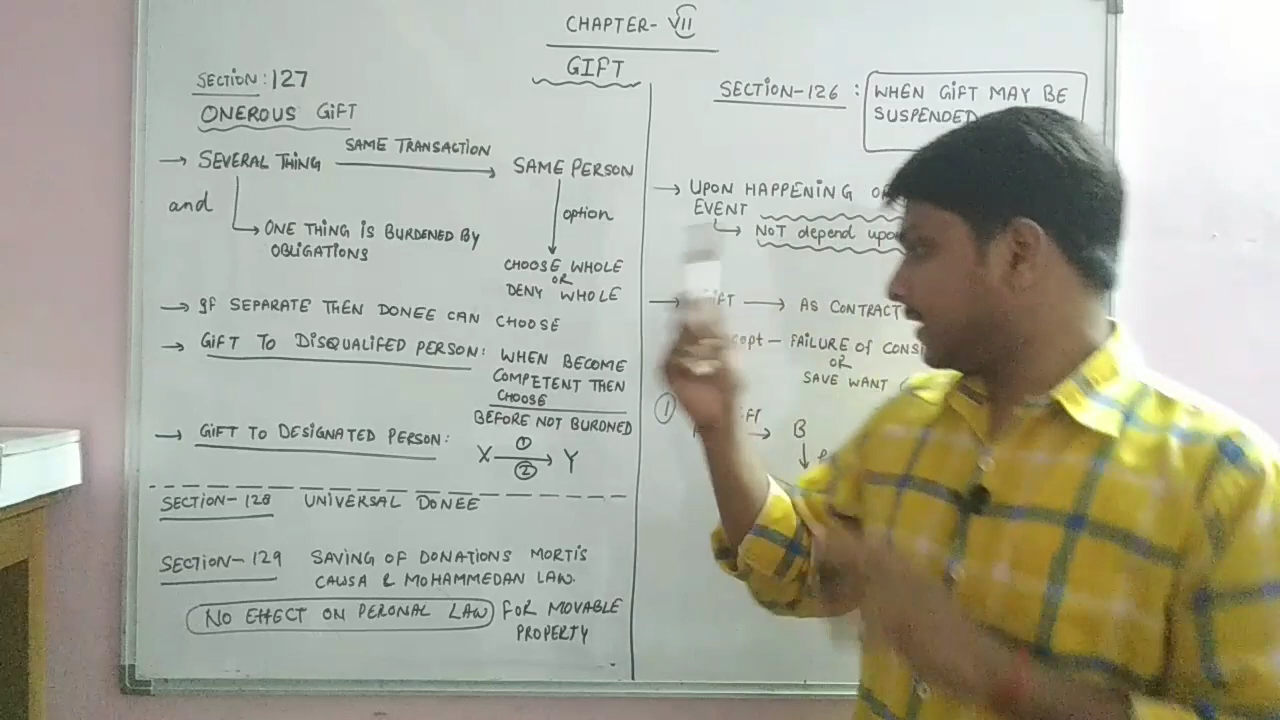 CHAPTER- VII
GIFT
SECTION : 127
ONEROUS GIFT
→ SEVERAL THING SAME TRANSACTION → SAME PERSON
and
→ ONE THING IS BURDENED BY
OBLIGATIONS
option
CHOOSE WHOLE
OR
DENY WHOLE
→ If SEPARATE THEN DONEE CAN CHOOSE
→ GIFT TO DISQUALIFED PERSON: WHEN BECOME
COMPETENT THEN
CHOOSE
BEFORE NOT BURDNED
→ GIFT TO DESIGNATED PERSON: X → Y
①
②
SECTION- 128 UNIVERSAL DONEE
SECTION- 129 SAVING OF DONATIONS MORTIS
CAUSA & MOHAMMEDAN LAW.
NO EFFECT ON PERONAL LAW FOR MOVABLE
PROPERTY
SECTION-126 : WHEN GIFT MAY BE
SUSPENDED
→ UPON HAPPENING
EVENT
→ NOT depend upon
→ → AS CONTRACT
- FAILURE OF
OR
SAVE WANT
①
→ B